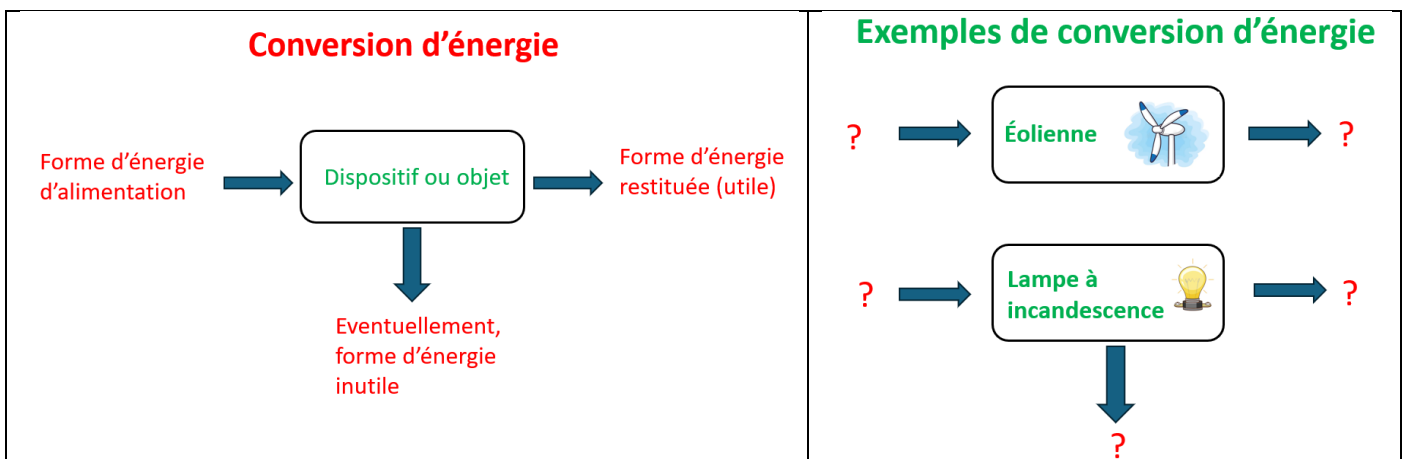 Conversion d’énergie
Forme d’énergie
d’alimentation
Dispositif ou objet
Forme d’énergie
restituée (utile)
Eventuellement,
forme d’énergie
inutile
Exemples de conversion d’énergie
?
Éolienne
?
?
Lampe à
incandescence
?
?